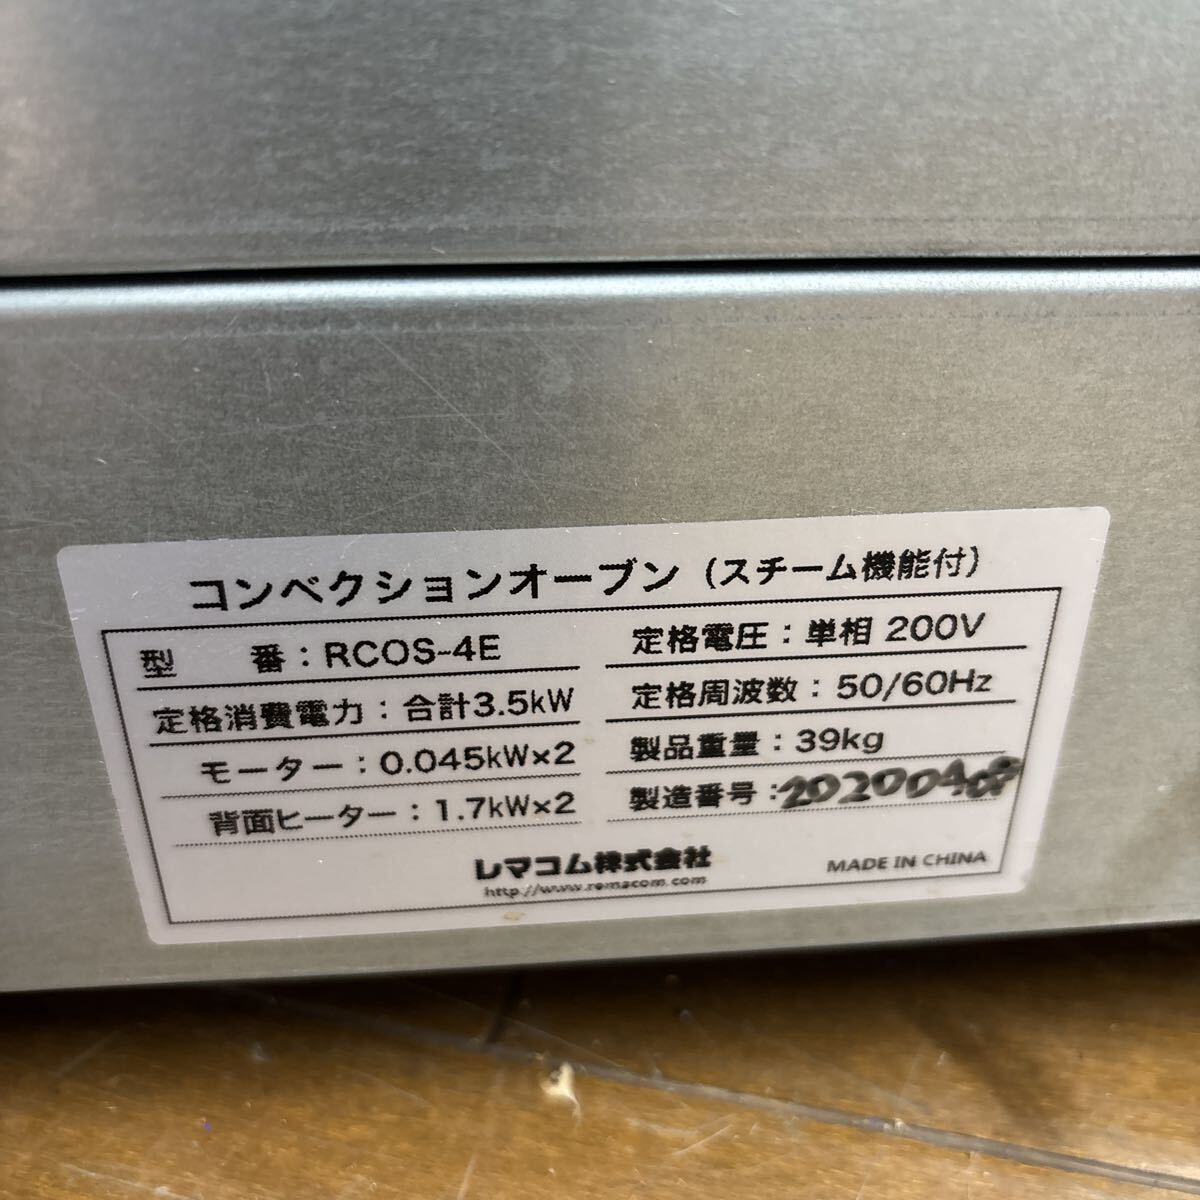 コンベクションオーブン（スチーム機能付）
型　番：RCOS-4E
定格消費電力：合計3.5kW
モーター：0.045kW×2
背面ヒーター：1.7kW×2
定格電圧：単相 200V
定格周波数：50/60Hz
製品重量：39kg
製造番号：
レマコム株式会社
http://www.remacom.com
MADE IN CHINA